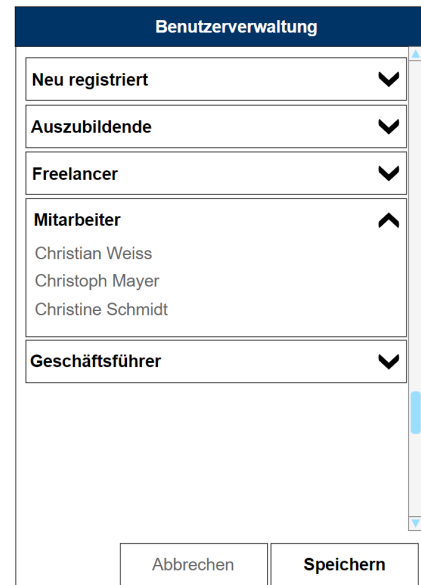 Benutzerverwaltung
Neu registriert
Auszubildende
Freelancer
Mitarbeiter
Christian Weiss
Christoph Mayer
Christine Schmidt
Geschäftsführer
Abbrechen Speichern